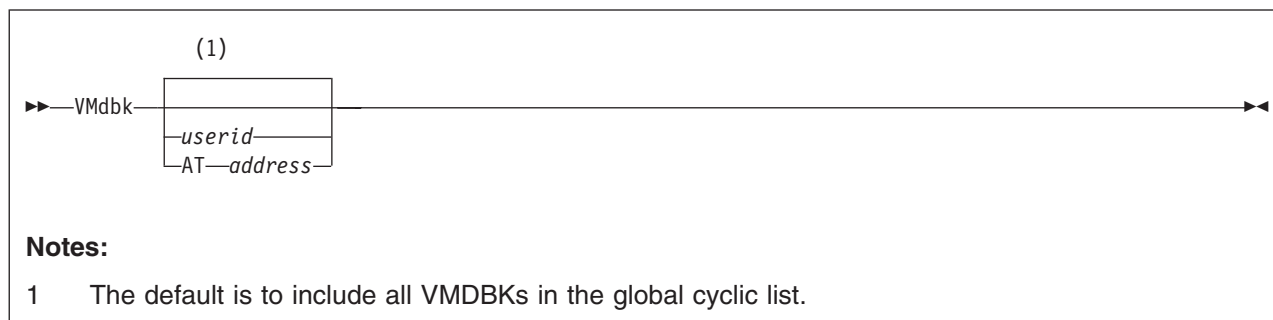 (1)
VMdbk
userid
AT address
Notes:
1 The default is to include all VMDBKs in the global cyclic list.